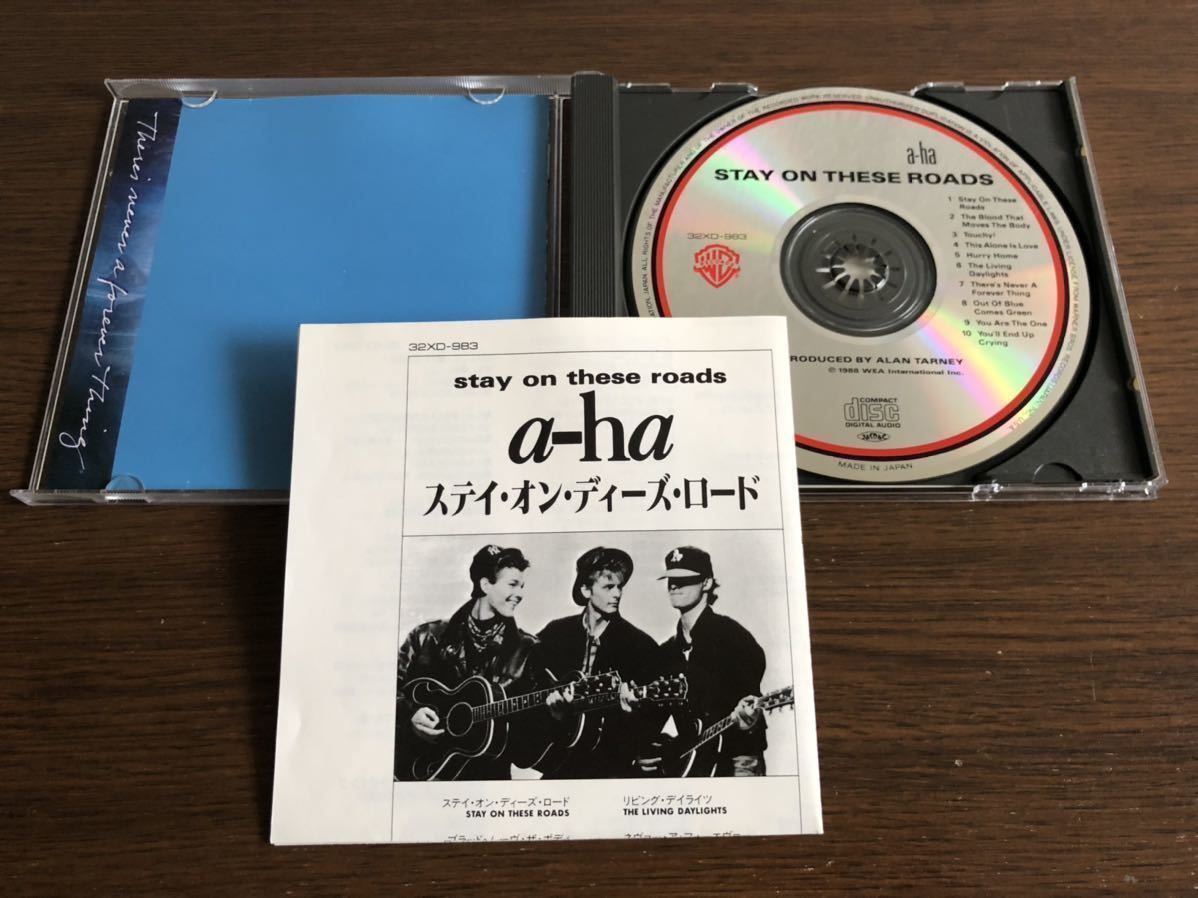 There's never a forever thing
a-ha
STAY ON THESE ROADS
32XD-983
1 Stay On These
Roads
2 The Blood That
Moves The Body
3 Touchy!
4 This Alone Is Love
5 Hurry Home
6 The Living
Daylights
7 There's Never A
Forever Thing
8 Out Of Blue
Comes Green
9 You Are The One
10 You'll End Up
Crying
RODUCED BY ALAN TARNEY
℗ 1988 WEA International Inc.
COMPACT
disc
DIGITAL AUDIO
JASRAC
MADE IN JAPAN
32XD-983
stay on these roads
a-ha
ステイ・オン・ディーズ・ロード
ステイ・オン・ディーズ・ロード
STAY ON THESE ROADS
リビング・デイライツ
THE LIVING DAYLIGHTS